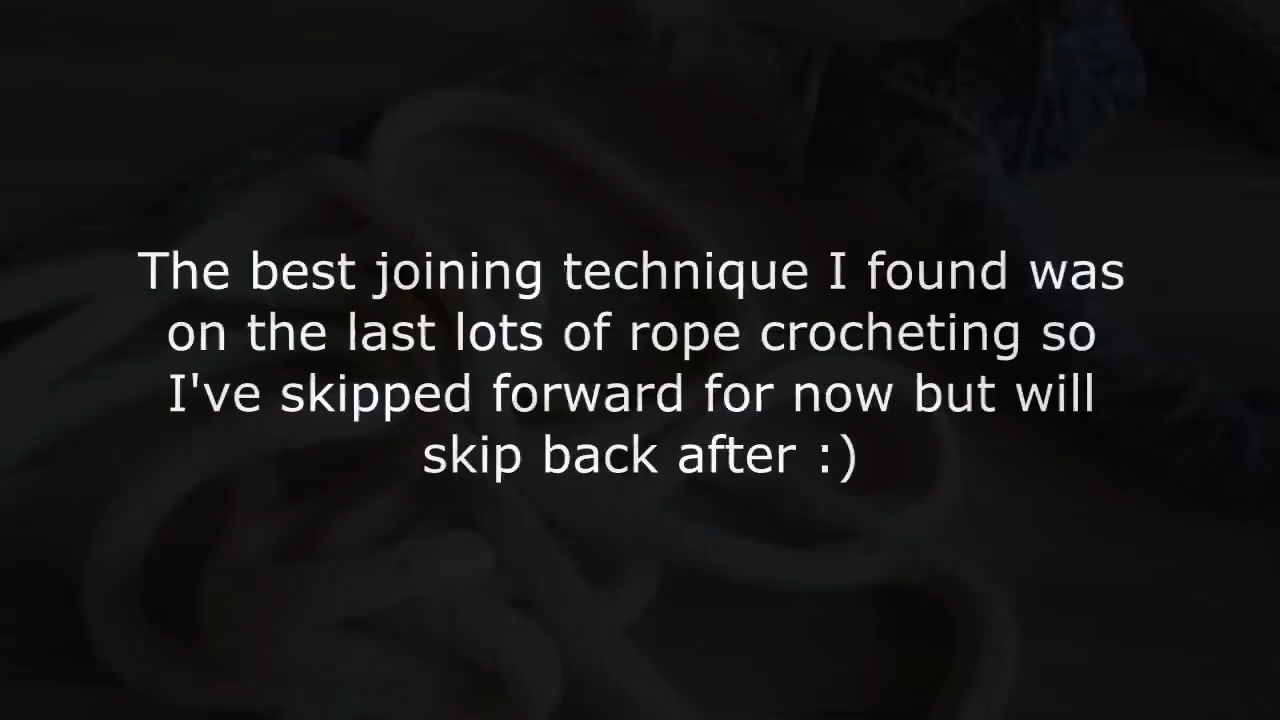 The best joining technique I found was
on the last lots of rope crocheting so
I've skipped forward for now but will
skip back after :)